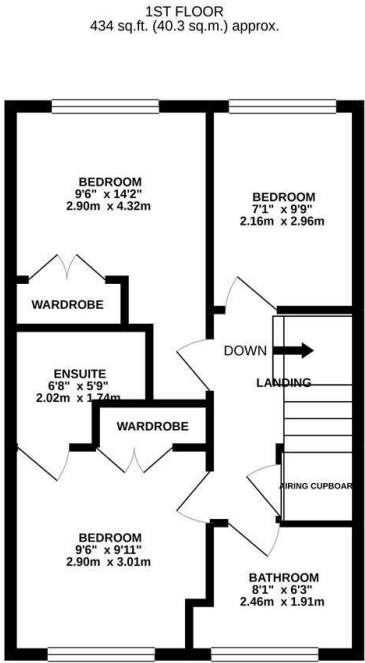 1ST FLOOR
434 sq.ft. (40.3 sq.m.) approx.
BEDROOM
9'6" x 14'2"
2.90m x 4.32m
BEDROOM
7'1" x 9'9"
2.16m x 2.96m
WARDROBE
DOWN
LANDING
ENSUITE
6'8" x 5'9"
2.02m x 1.74m
WARDROBE
AIRING CUPBOAR
BEDROOM
9'6" x 9'11"
2.90m x 3.01m
BATHROOM
8'1" x 6'3"
2.46m x 1.91m